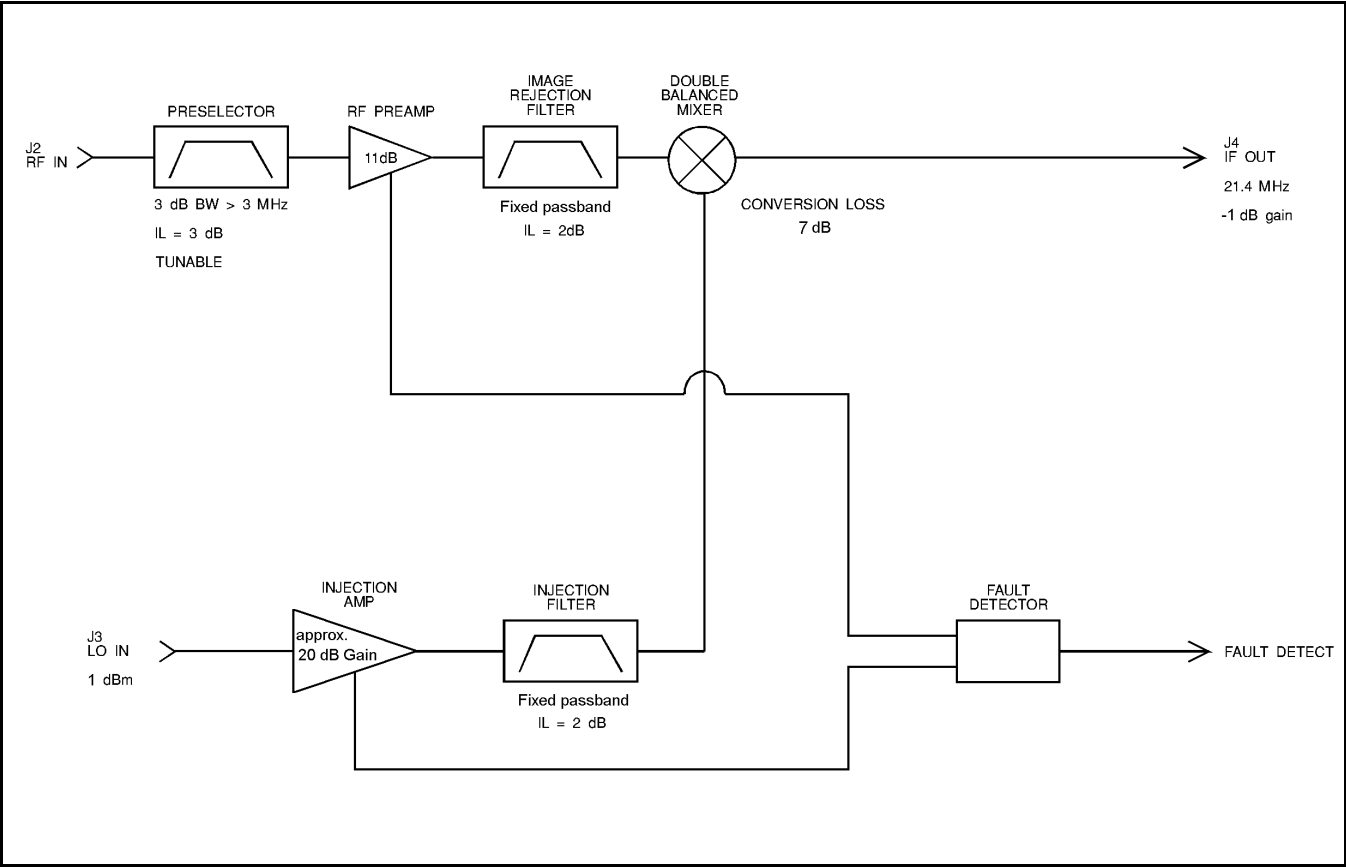 PRESELECTOR
RF PREAMP
IMAGE
REJECTION
FILTER
DOUBLE
BALANCED
MIXER
J2
RF IN
11dB
J4
IF OUT
21.4 MHz
-1 dB gain
3 dB BW > 3 MHz
IL = 3 dB
TUNABLE
Fixed passband
IL = 2dB
CONVERSION LOSS
7 dB
INJECTION
AMP
INJECTION
FILTER
FAULT
DETECTOR
J3
LO IN
1 dBm
approx.
20 dB Gain
Fixed passband
IL = 2 dB
FAULT DETECT